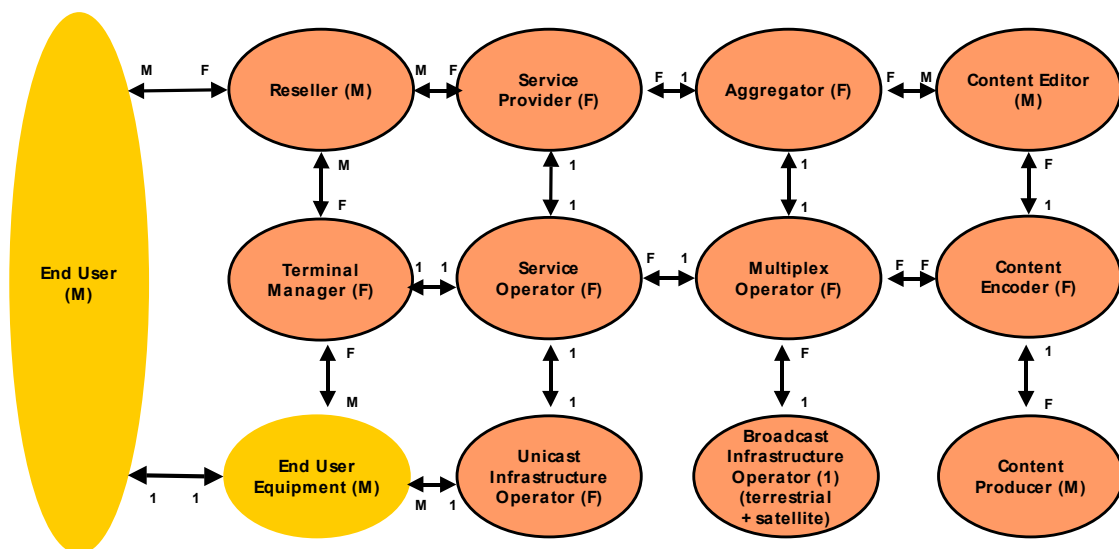 M F
M F
F 1
F M
Reseller (M)
Service
Provider (F)
Aggregator (F)
Content Editor
(M)
M
F
1
1
1
1
F
1
End User
(M)
Terminal
Manager (F)
1 1
Service
Operator (F)
F 1
Multiplex
Operator (F)
F F
Content
Encoder (F)
F
M
1
1
F
1
1
F
1 1
End User
Equipment (M)
M 1
Unicast
Infrastructure
Operator (F)
Broadcast
Infrastructure
Operator (1)
(terrestrial
+ satellite)
Content
Producer (M)